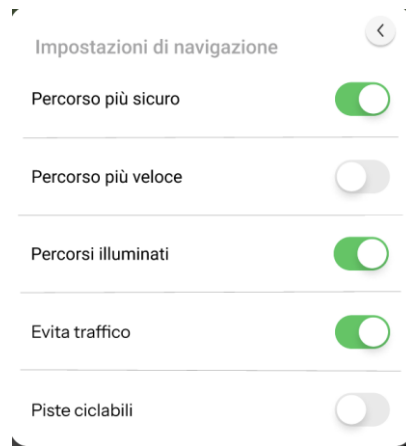 Impostazioni di navigazione
Percorso più sicuro
Percorso più veloce
Percorsi illuminati
Evita traffico
Piste ciclabili